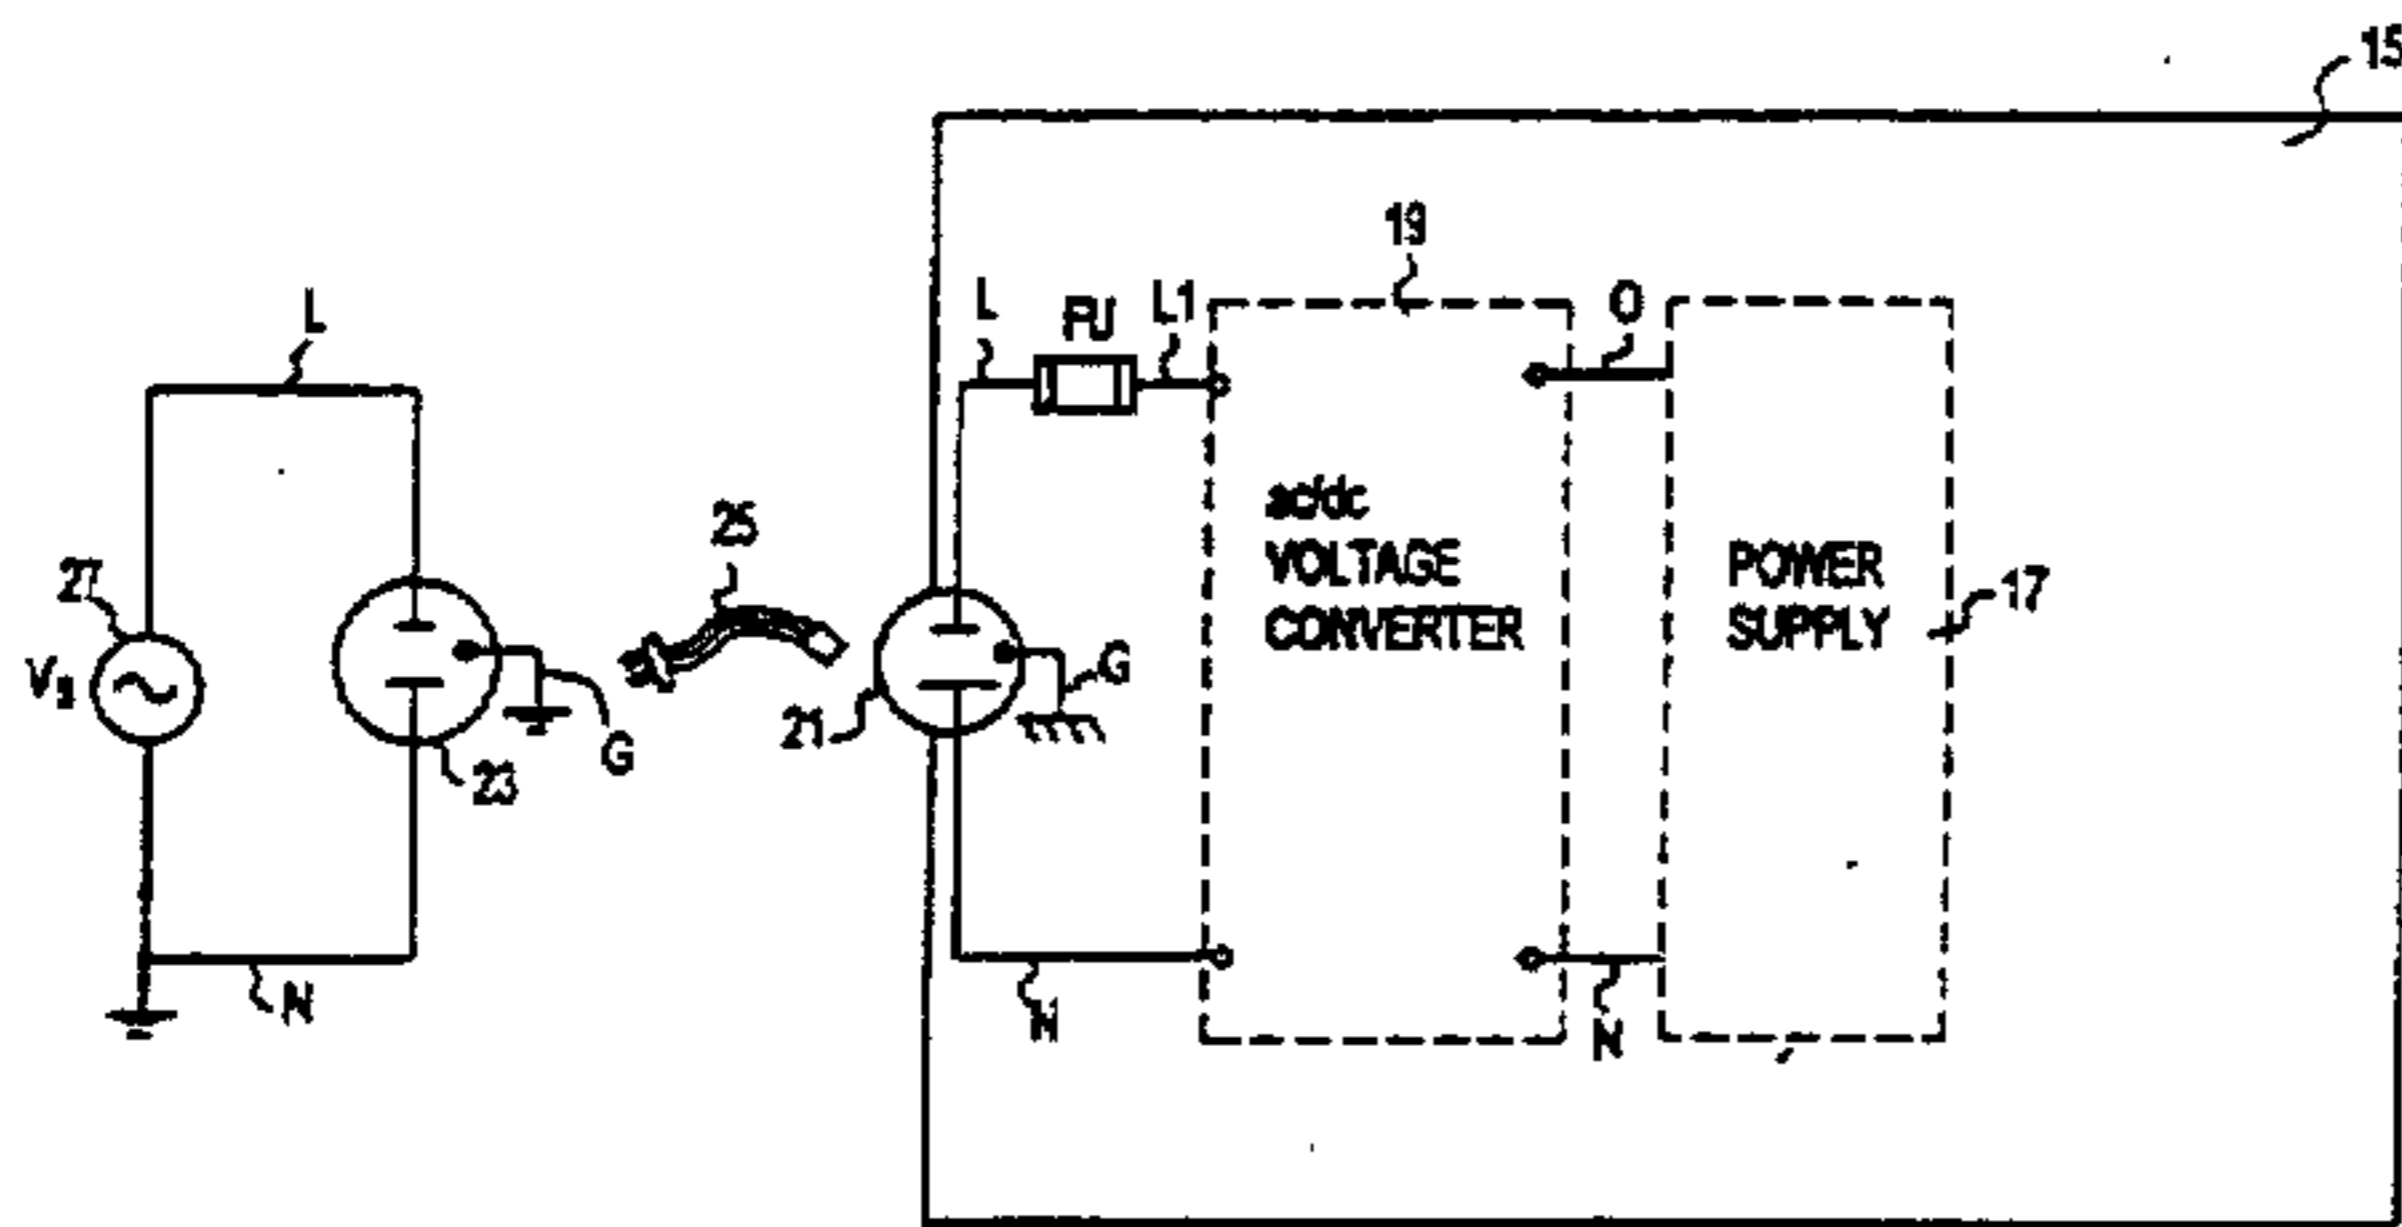 15
19
L
L
FU
L1
O
ac/dc
VOLTAGE
CONVERTER
POWER
SUPPLY
17
25
27
VS
G
21
G
23
N
N
N